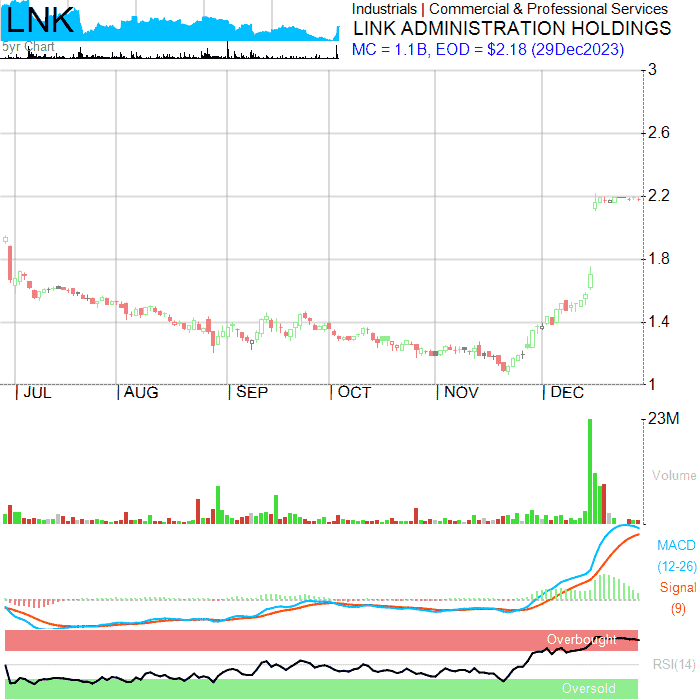 LNK
5yr Chart
Industrials | Commercial & Professional Services
LINK ADMINISTRATION HOLDINGS
MC = 1.1B, EOD = $2.18 (29Dec2023)
3
2.6
2.2
1.8
1.4
1
JUL AUG SEP OCT NOV DEC
23M
Volume
MACD
(12-26)
Signal
(9)
Overbought
RSI(14)
Oversold